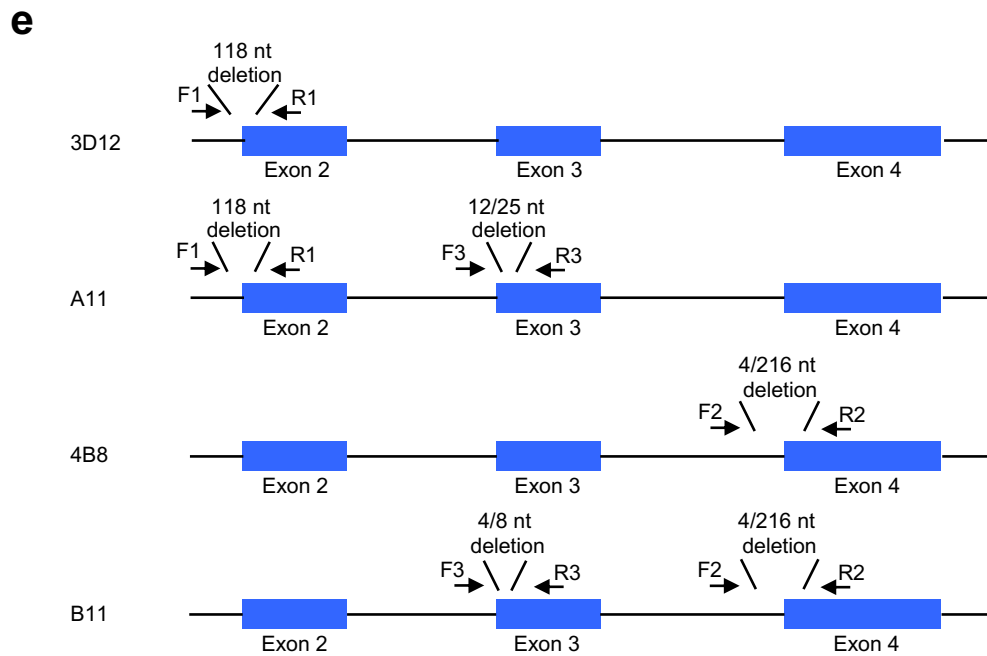 e
118 nt
deletion
F1
R1
3D12
Exon 2
Exon 3
Exon 4
118 nt
deletion
12/25 nt
deletion
F1
R1
F3
R3
A11
Exon 2
Exon 3
Exon 4
4/216 nt
deletion
F2
R2
4B8
Exon 2
Exon 3
Exon 4
4/8 nt
deletion
4/216 nt
deletion
F3
R3
F2
R2
B11
Exon 2
Exon 3
Exon 4